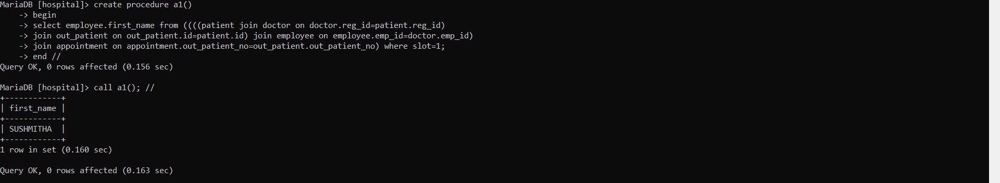 MariaDB [hospital]> create procedure a1()
    -> begin
    -> select employee.first_name from ((((patient join doctor on doctor.reg_id=patient.reg_id)
    -> join out_patient on out_patient.id=patient.id) join employee on employee.emp_id=doctor.emp_id)
    -> join appointment on appointment.out_patient_no=out_patient.out_patient_no) where slot=1;
    -> end //
Query OK, 0 rows affected (0.156 sec)
MariaDB [hospital]> call a1(); //
+------------+
| first_name |
+------------+
| SUSHMITHA  |
+------------+
1 row in set (0.160 sec)
Query OK, 0 rows affected (0.163 sec)